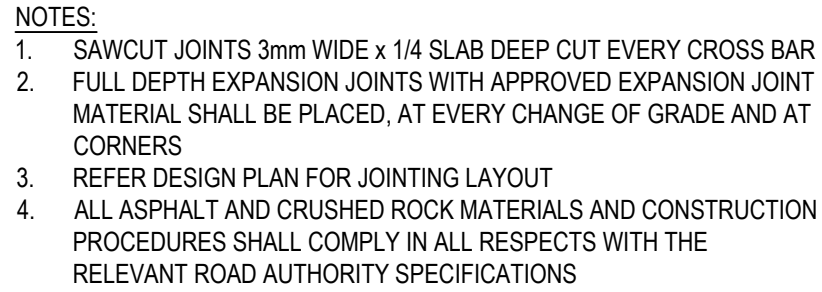 NOTES:
1. SAWCUT JOINTS 3mm WIDE x 1/4 SLAB DEEP CUT EVERY CROSS BAR
2. FULL DEPTH EXPANSION JOINTS WITH APPROVED EXPANSION JOINT
MATERIAL SHALL BE PLACED, AT EVERY CHANGE OF GRADE AND AT
CORNERS
3. REFER DESIGN PLAN FOR JOINTING LAYOUT
4. ALL ASPHALT AND CRUSHED ROCK MATERIALS AND CONSTRUCTION
PROCEDURES SHALL COMPLY IN ALL RESPECTS WITH THE
RELEVANT ROAD AUTHORITY SPECIFICATIONS